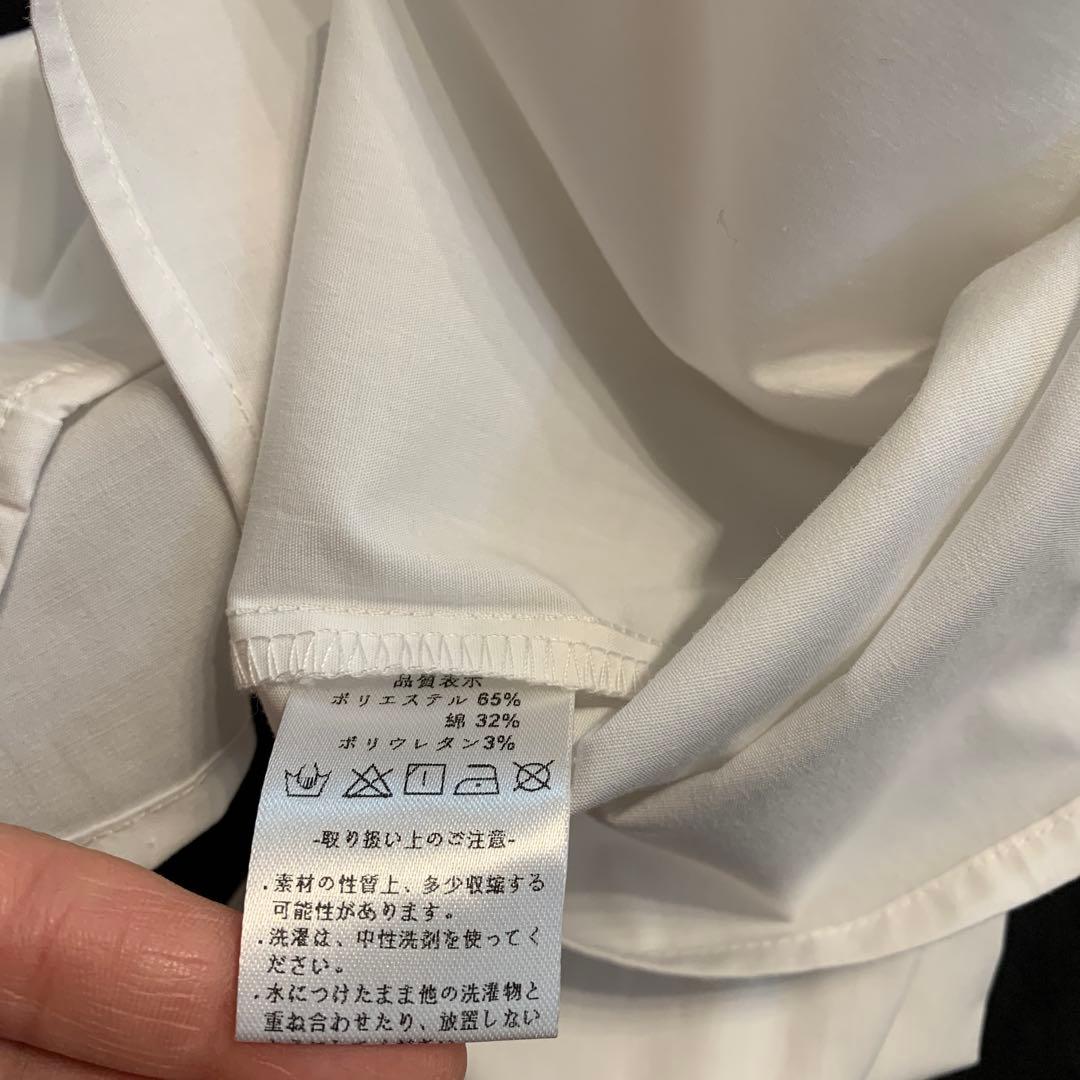 品質表示
ポリエステル 65%
綿 32%
ポリウレタン3%
-取り扱い上のご注意-
.素材の性質上、多少収縮する
可能性があります。
.洗濯は、中性洗剤を使ってく
ださい。
.水につけたまま他の洗濯物と
重ね合わせたり、放置しない